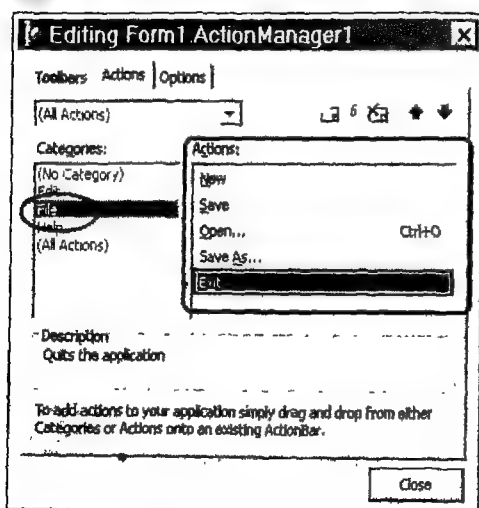 Editing Form1.ActionManager1
Toolbars Actions Options
(All Actions)
Categories:
(No Category)
Edit
File
Help
(All Actions)
Actions:
New
Save
Open... Ctrl+O
Save As...
Exit
Description
Quits the application
To add actions to your application simply drag and drop from either
Categories or Actions onto an existing ActionBar.
Close